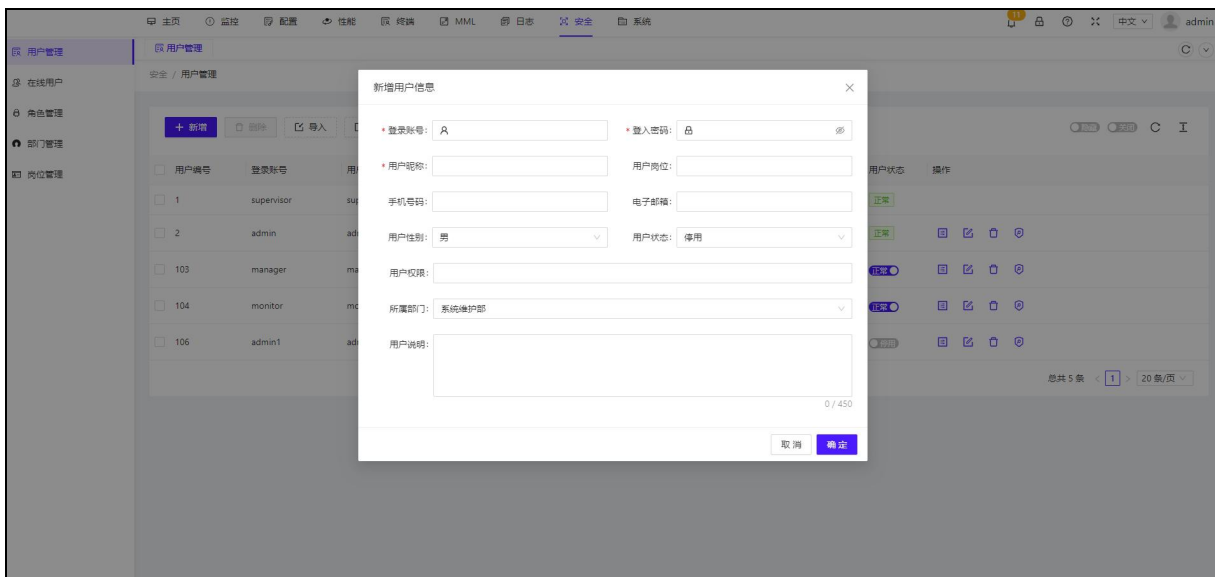 主页 监控 配置 性能 终端 MML 日志 安全 系统 11 中文 admin
用户管理
在线用户
角色管理
部门管理
岗位管理
用户管理
安全 / 用户管理
新增 删除 导入
用户编号 登录账号 用户状态 操作
1 supervisor 正常
2 admin 正常
103 manager 正常
104 monitor 正常
106 admin1
总共 5 条 < 1 > 20 条/页
新增用户信息
* 登录账号: * 登入密码:
* 用户昵称: 用户岗位:
手机号码: 电子邮箱:
用户性别: 男 用户状态: 停用
用户权限:
所属部门: 系统维护部
用户说明:
0 / 450
取消 确定